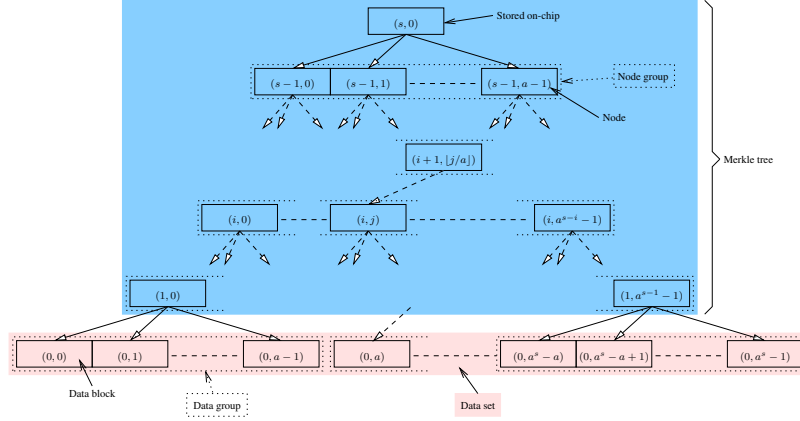 (s, 0)
Stored on-chip
(s − 1, 0)
(s − 1, 1)
(s − 1, a − 1)
Node group
Node
(i + 1, ⌊j/a⌋)
Merkle tree
(i, 0)
(i, j)
(i, a^{s−i} − 1)
(1, 0)
(1, a^{s−1} − 1)
(0, 0)
(0, 1)
(0, a − 1)
(0, a)
(0, a^s − a)
(0, a^s − a + 1)
(0, a^s − 1)
Data block
Data group
Data set